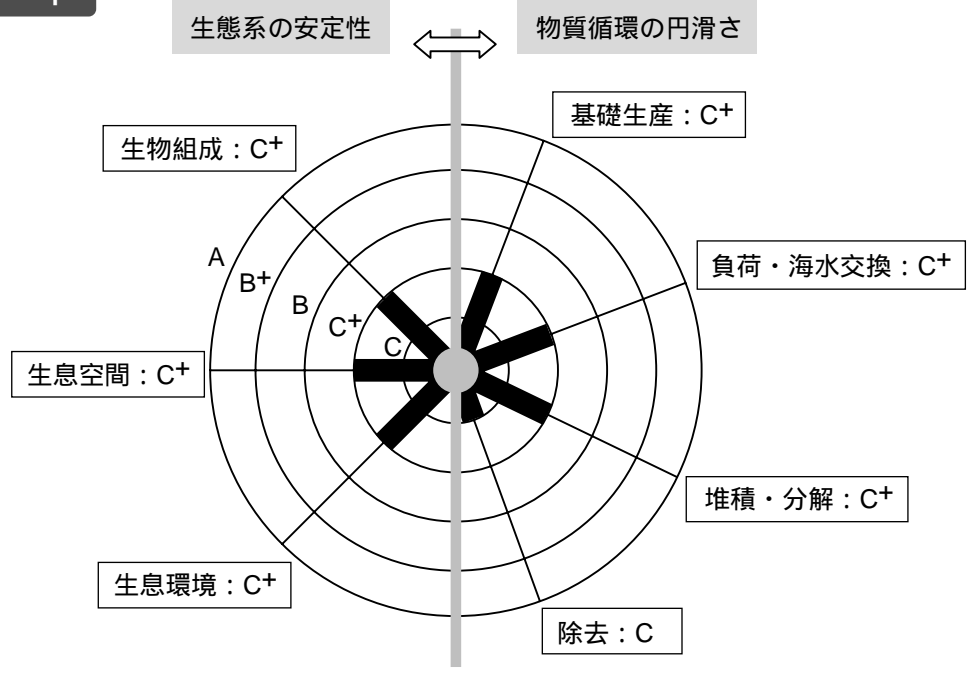 生態系の安定性
物質循環の円滑さ
基礎生産：C+
生物組成：C+
負荷・海水交換：C+
A
B+
B
C+
C
生息空間：C+
堆積・分解：C+
生息環境：C+
除去：C